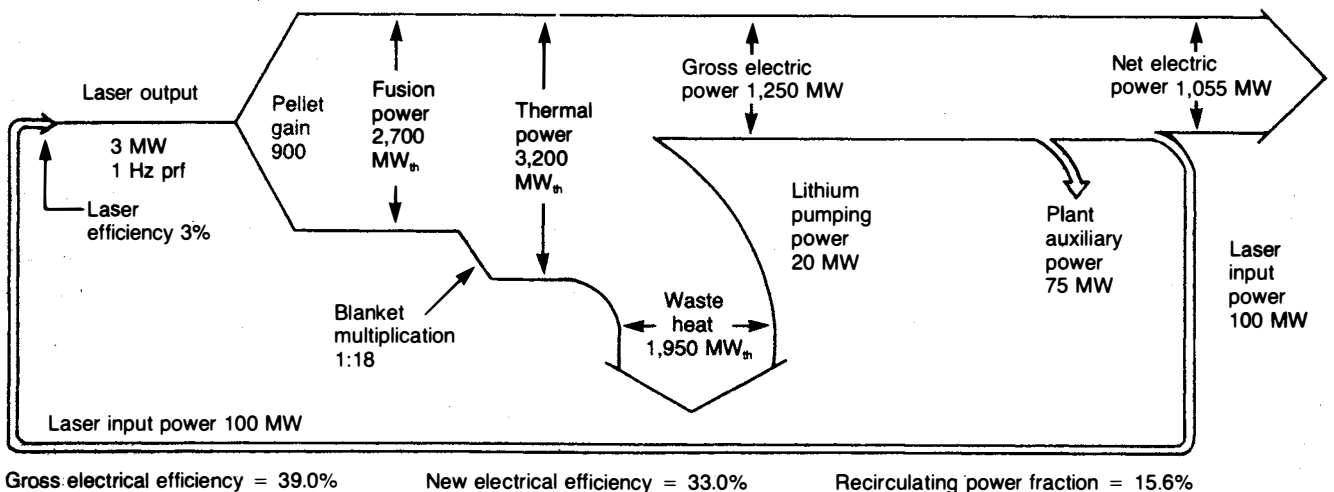 Laser output
3 MW
1 Hz prf
Laser
efficiency 3%
Pellet
gain
900
Fusion
power
2,700
MWth
Blanket
multiplication
1:18
Thermal
power
3,200
MWth
Waste
heat
1,950 MWth
Gross electric
power 1,250 MW
Lithium
pumping
power
20 MW
Plant
auxiliary
power
75 MW
Net electric
power 1,055 MW
Laser
input
power
100 MW
Laser input power 100 MW
Gross electrical efficiency = 39.0%
New electrical efficiency = 33.0%
Recirculating power fraction = 15.6%